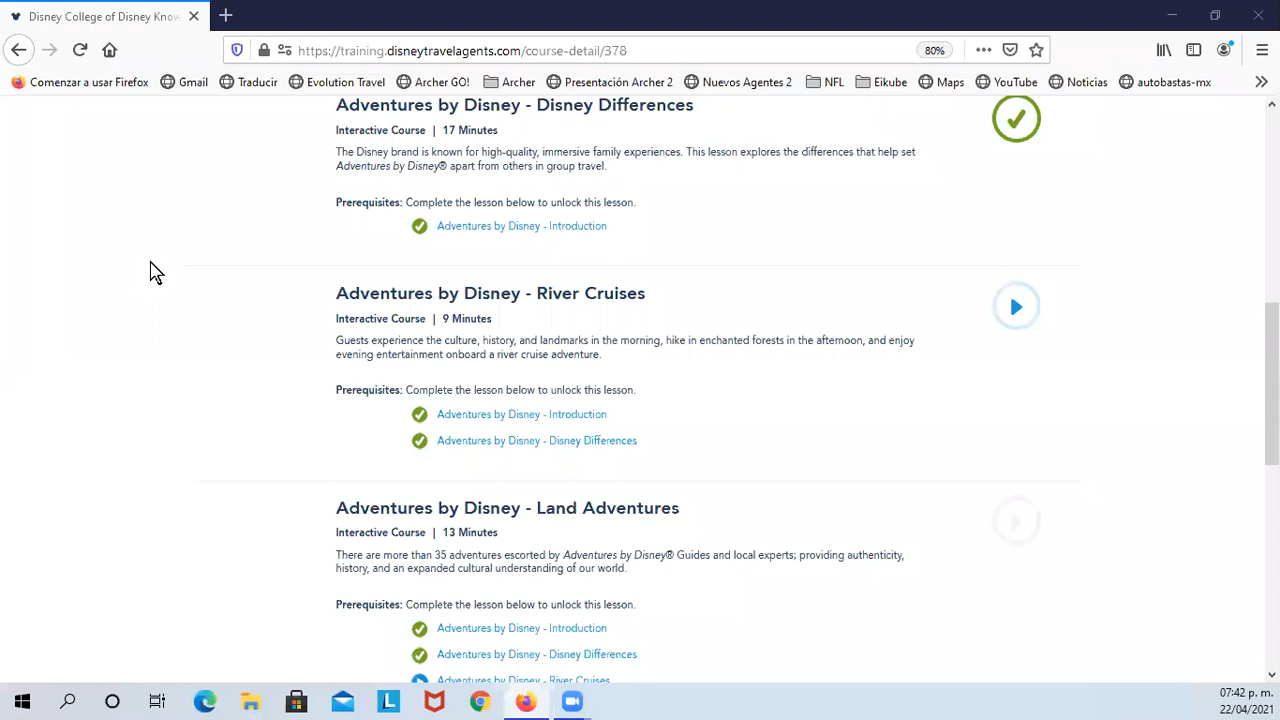 Disney College of Disney Know
https://training.disneytravelagents.com/course-detail/378
80%
Comenzar a usar Firefox
Gmail
Traducir
Evolution Travel
Archer GO!
Archer
Presentación Archer 2
Nuevos Agentes 2
NFL
Eikube
Maps
YouTube
Noticias
autobastas-mx
Adventures by Disney - Disney Differences
Interactive Course | 17 Minutes
The Disney brand is known for high-quality, immersive family experiences. This lesson explores the differences that help set
Adventures by Disney® apart from others in group travel.
Prerequisites: Complete the lesson below to unlock this lesson.
Adventures by Disney - Introduction
Adventures by Disney - River Cruises
Interactive Course | 9 Minutes
Guests experience the culture, history, and landmarks in the morning, hike in enchanted forests in the afternoon, and enjoy
evening entertainment onboard a river cruise adventure.
Prerequisites: Complete the lesson below to unlock this lesson.
Adventures by Disney - Introduction
Adventures by Disney - Disney Differences
Adventures by Disney - Land Adventures
Interactive Course | 13 Minutes
There are more than 35 adventures escorted by Adventures by Disney® Guides and local experts; providing authenticity,
history, and an expanded cultural understanding of our world.
Prerequisites: Complete the lesson below to unlock this lesson.
Adventures by Disney - Introduction
Adventures by Disney - Disney Differences
Adventures by Disney - River Cruises
L
07:42 p. m.
22/04/2021